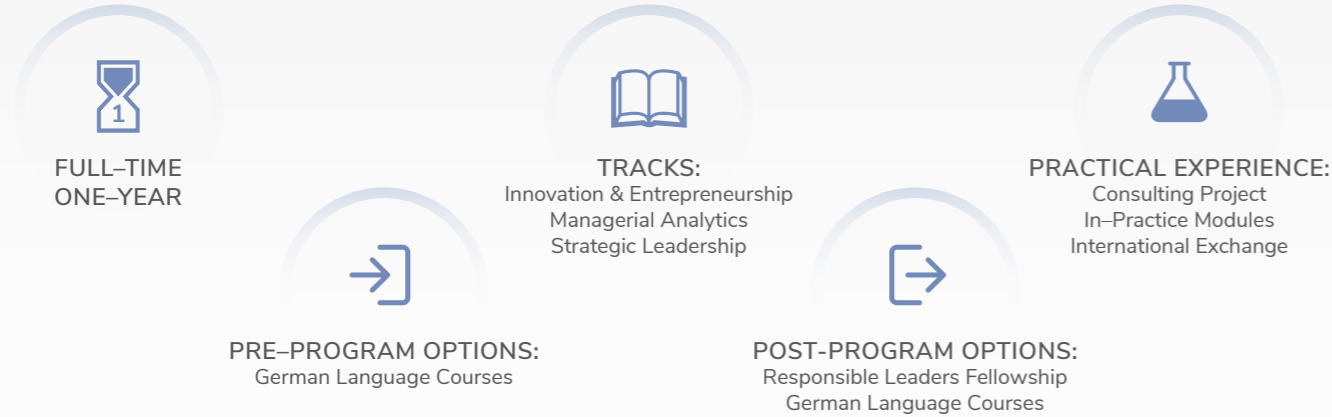 1
FULL–TIME
ONE–YEAR
PRE–PROGRAM OPTIONS:
German Language Courses
TRACKS:
Innovation & Entrepreneurship
Managerial Analytics
Strategic Leadership
POST-PROGRAM OPTIONS:
Responsible Leaders Fellowship
German Language Courses
PRACTICAL EXPERIENCE:
Consulting Project
In–Practice Modules
International Exchange